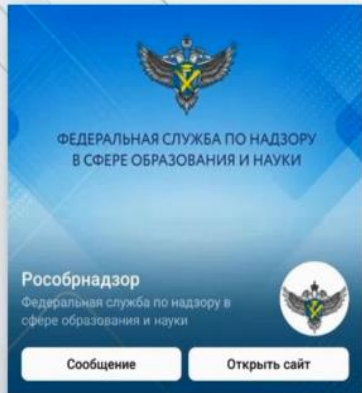 ФЕДЕРАЛЬНАЯ СЛУЖБА ПО НАДЗОРУ
В СФЕРЕ ОБРАЗОВАНИЯ И НАУКИ
Рособрнадзор
Федеральная служба по надзору в
сфере образования и науки
Сообщение
Открыть сайт